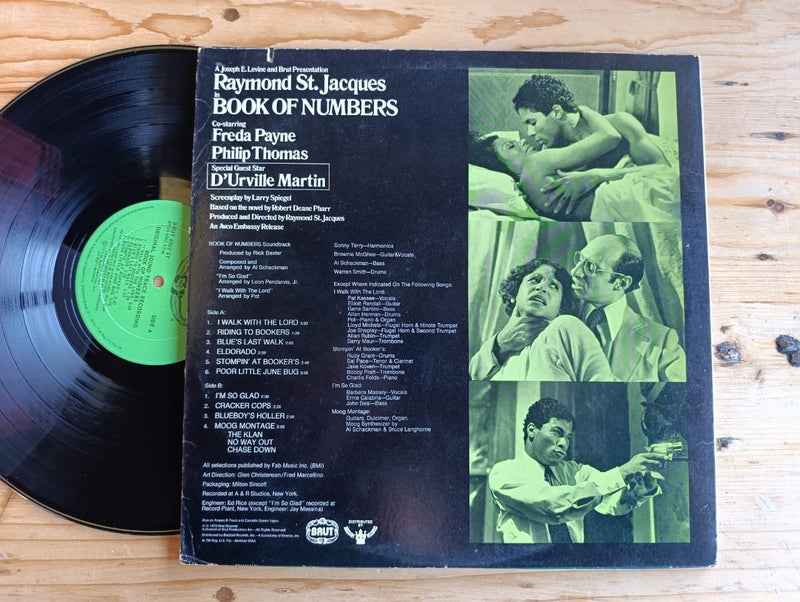 A Joseph E. Levine and Brut Presentation
Raymond St. Jacques
in
BOOK OF NUMBERS
Co-starring
Freda Payne
Philip Thomas
Special Guest Star
D'Urville Martin
Screenplay by Larry Spiegel
Based on the novel by Robert Deane Pharr
Produced and Directed by Raymond St. Jacques
An Avco Embassy Release
BOOK OF NUMBERS Soundtrack
Produced by Rick Baxter
Composed and
Arranged by Al Schackman
"I'm So Glad"
Arranged by Leon Pendarvis, Jr.
"I Walk With The Lord"
Arranged by Pot
Side A:
1. I WALK WITH THE LORD
2. RIDING TO BOOKERS
3. BLUE'S LAST WALK
4. ELDORADO
5. STOMPIN' AT BOOKER'S
6. POOR LITTLE JUNE BUG
Side B:
1. I'M SO GLAD
2. CRACKER COPS
3. BLUEBOY'S HOLLER
4. MOOG MONTAGE
THE KLAN
NO WAY OUT
CHASE DOWN
Sonny Terry—Harmonica
Brownie McGhee—Guitar&Vocals
Al Schackman—Bass
Warren Smith—Drums
Except Where Indicated On The Following Songs:
I Walk With The Lord:
Pat Kessee—Vocals
Elliott Randall—Guitar
Gene Santini—Bass
Allan Herman—Drums
Pot—Piano & Organ
Lloyd Michels—Flugel Horn & Hinote Trumpet
Joe Shepley—Flugel Horn & Second Trumpet
Alan Rubin—Trumpet
Barry Maur—Trombone
Stompin' At Booker's:
Rudy Grant—Drums
Sal Pace—Tenor & Clarinet
Jake Koven—Trumpet
Bobby Pratt—Trombone
Charlie Folds—Piano
I'm So Glad:
Barbara Massey—Vocals
Ernie Calabria—Guitar
John Beal—Bass
Moog Montage:
Guitars, Dulcimer, Organ,
Moog Synthesizer by
Al Schackman & Bruce Langhorne
All selections published by Fab Music Inc. (BMI)
Art Direction: Glen Christensen/Fred Marcellino
Packaging: Milton Sincoff
Recorded at A & R Studios, New York.
Engineer: Ed Rice (except "I'm So Glad" recorded at
Record Plant, New York, Engineer: Jay Messina)
BRUT
DISTRIBUTED
BY
SIDE A